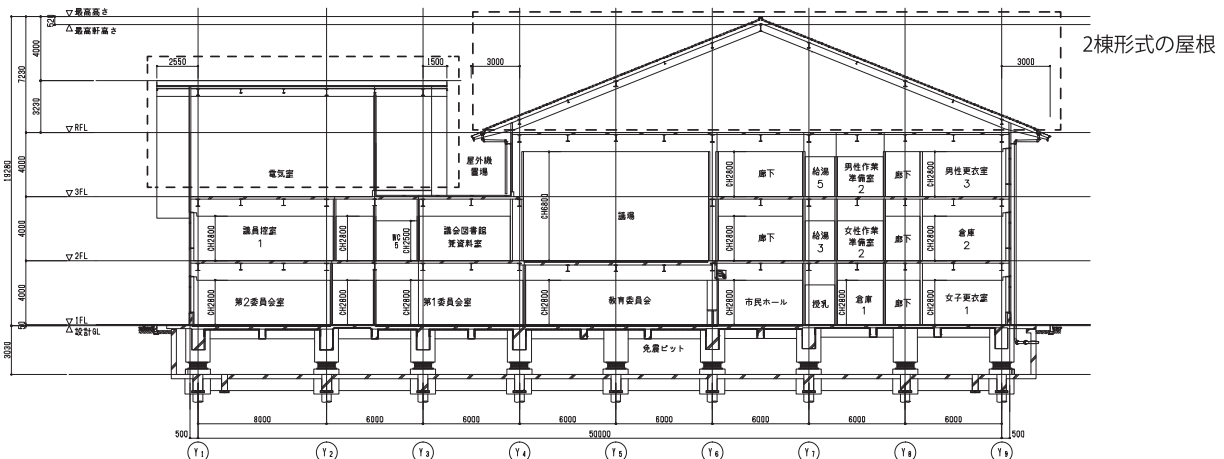 ▽最高高さ
520
▽最高軒高さ
2棟形式の屋根
4000
2550
1500
3000
3000
7230
3230
▽RFL
19280
4000
電気室
屋外機
置場
CH2800
廊下
給湯
5
男性作業
準備室
2
廊下
CH2800
男性更衣室
3
▽3FL
CH6800
議場
4000
CH2800
議員控室
1
CH2800
WC
5
CH2500
議会図書館
兼資料室
CH2800
廊下
給湯
3
女性作業
準備室
2
廊下
CH2800
倉庫
2
▽2FL
4000
CH2800
第2委員会室
CH2800
CH2800
第1委員会室
CH2800
教育委員会
CH2800
市民ホール
授乳
CH2800
倉庫
1
廊下
CH2800
女子更衣室
1
▽1FL
50
▽設計GL
3030
免震ピット
8000
6000
6000
6000
6000
6000
6000
6000
500
50000
500
Y1
Y2
Y3
Y4
Y5
Y6
Y7
Y8
Y9